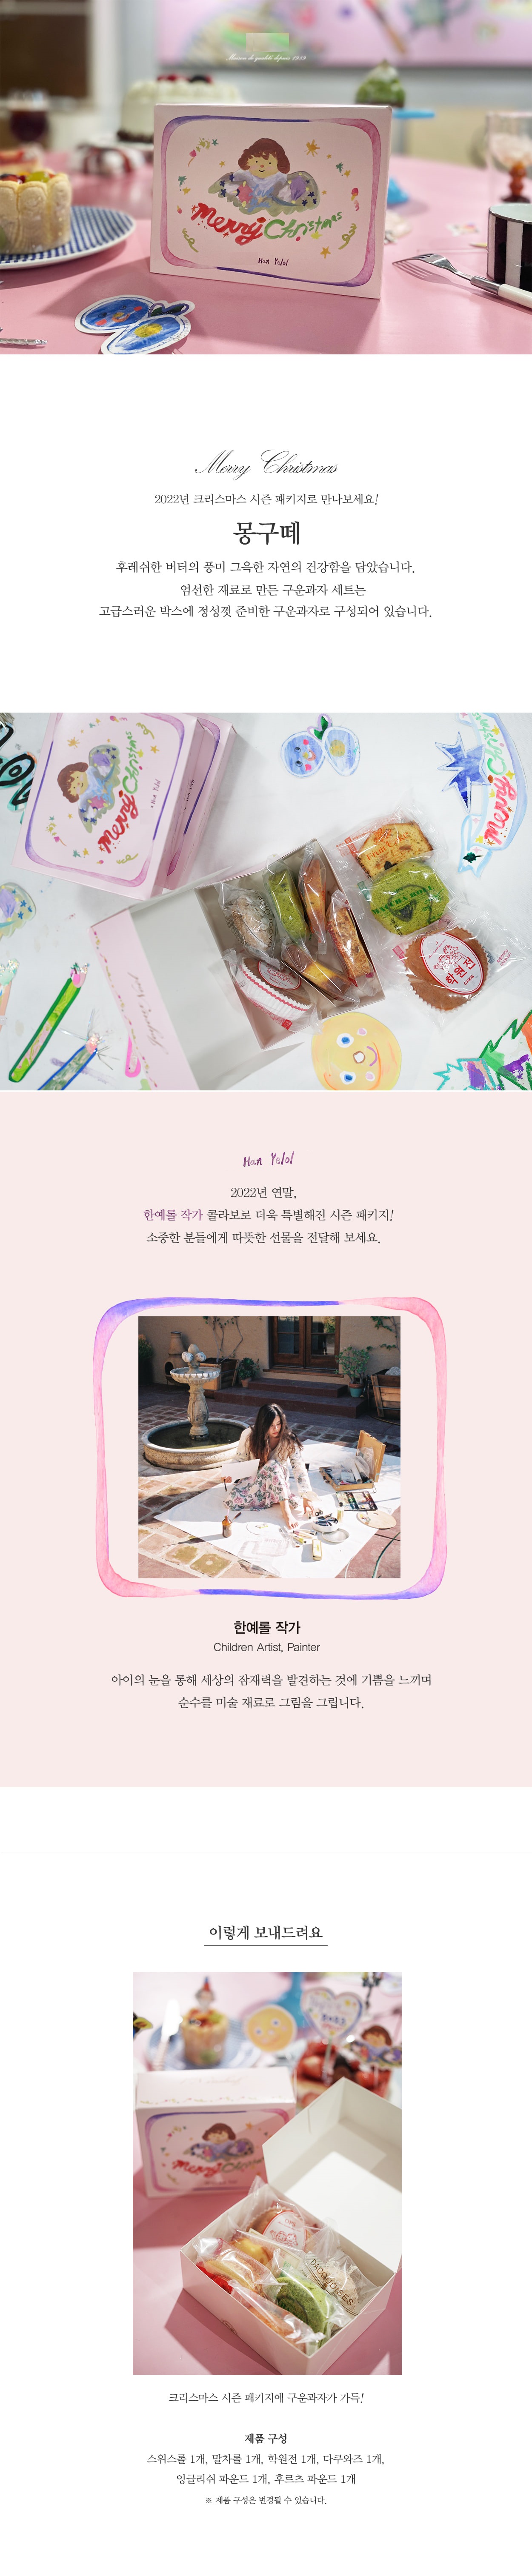 Maison de qualité depuis 1979
Merry Christmas
Han Yelol
Merry Christmas
2022년 크리스마스 시즌 패키지로 만나보세요!
몽구떼
후레쉬한 버터의 풍미 그윽한 자연의 건강함을 담았습니다.
엄선한 재료로 만든 구운과자 세트는
고급스러운 박스에 정성껏 준비한 구운과자로 구성되어 있습니다.
Merry Christmas
Merry
학원전
Han Yelol
2022년 연말,
한예롤 작가 콜라보로 더욱 특별해진 시즌 패키지!
소중한 분들에게 따뜻한 선물을 전달해 보세요.
한예롤 작가
Children Artist, Painter
아이의 눈을 통해 세상의 잠재력을 발견하는 것에 기쁨을 느끼며
순수를 미술 재료로 그림을 그립니다.
이렇게 보내드려요
Merry Christmas
DACQUOISES
크리스마스 시즌 패키지에 구운과자가 가득!
제품 구성
스위스롤 1개, 말차롤 1개, 학원전 1개, 다쿠와즈 1개,
잉글리쉬 파운드 1개, 후르츠 파운드 1개
※ 제품 구성은 변경될 수 있습니다.